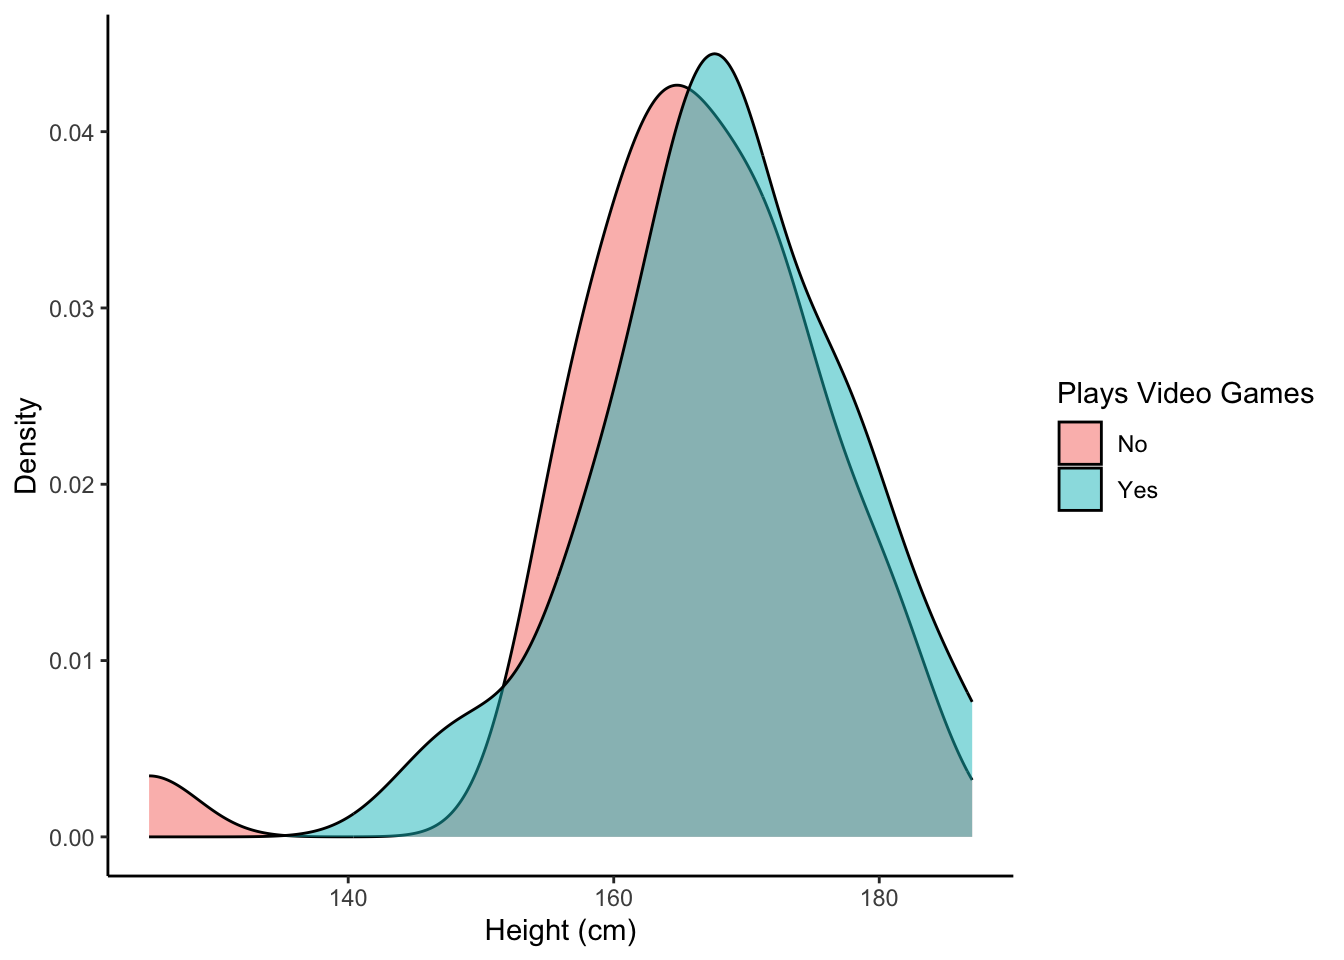 0.04
0.03
0.02
0.01
0.00
Density
140 160 180
Height (cm)
Plays Video Games
No
Yes